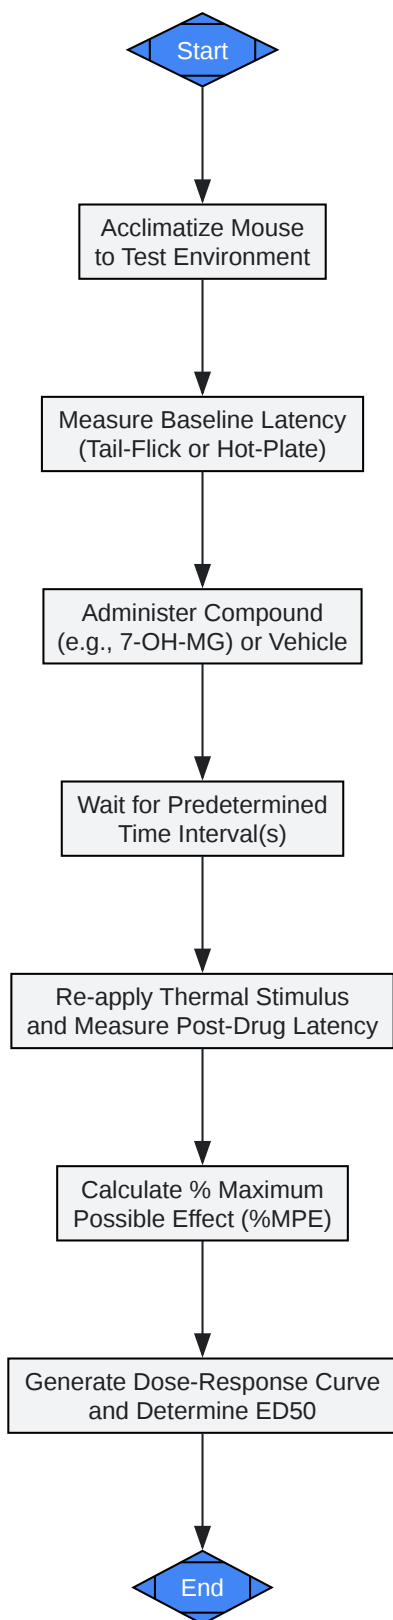 Start
Acclimatize Mouse
to Test Environment
Measure Baseline Latency
(Tail-Flick or Hot-Plate)
Administer Compound
(e.g., 7-OH-MG) or Vehicle
Wait for Predetermined
Time Interval(s)
Re-apply Thermal Stimulus
and Measure Post-Drug Latency
Calculate % Maximum
Possible Effect (%MPE)
Generate Dose-Response Curve
and Determine ED50
End